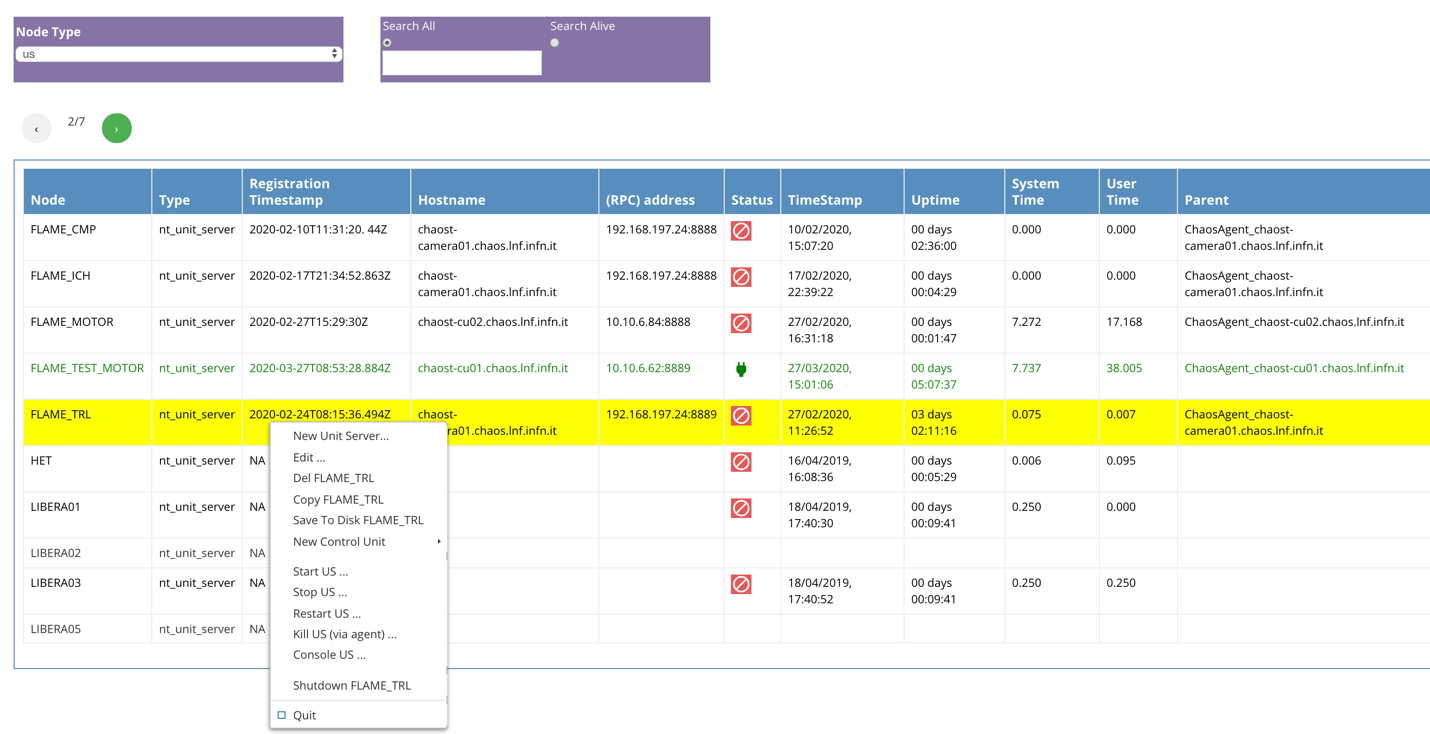 Node Type
us
Search All
Search Alive
‹
2/7
›
Node
Type
Registration
Timestamp
Hostname
(RPC) address
Status
TimeStamp
Uptime
System
Time
User
Time
Parent
FLAME_CMP
nt_unit_server
2020-02-10T11:31:20. 44Z
chaost-
camera01.chaos.lnf.infn.it
192.168.197.24:8888
10/02/2020,
15:07:20
00 days
02:36:00
0.000
0.000
ChaosAgent_chaost-
camera01.chaos.lnf.infn.it
FLAME_ICH
nt_unit_server
2020-02-17T21:34:52.863Z
chaost-
camera01.chaos.lnf.infn.it
192.168.197.24:8888
17/02/2020,
22:39:22
00 days
00:04:29
0.000
0.000
ChaosAgent_chaost-
camera01.chaos.lnf.infn.it
FLAME_MOTOR
nt_unit_server
2020-02-27T15:29:30Z
chaost-cu02.chaos.lnf.infn.it
10.10.6.84:8888
27/02/2020,
16:31:18
00 days
00:01:47
7.272
17.168
ChaosAgent_chaost-cu02.chaos.lnf.infn.it
FLAME_TEST_MOTOR
nt_unit_server
2020-03-27T08:53:28.884Z
chaost-cu01.chaos.lnf.infn.it
10.10.6.62:8889
27/03/2020,
15:01:06
00 days
05:07:37
7.737
38.005
ChaosAgent_chaost-cu01.chaos.lnf.infn.it
FLAME_TRL
nt_unit_server
2020-02-24T08:15:36.494Z
chaost-
ra01.chaos.lnf.infn.it
192.168.197.24:8889
27/02/2020,
11:26:52
03 days
02:11:16
0.075
0.007
ChaosAgent_chaost-
camera01.chaos.lnf.infn.it
HET
nt_unit_server
NA
16/04/2019,
16:08:36
00 days
00:05:29
0.006
0.095
LIBERA01
nt_unit_server
NA
18/04/2019,
17:40:30
00 days
00:09:41
0.250
0.000
LIBERA02
nt_unit_server
NA
LIBERA03
nt_unit_server
NA
18/04/2019,
17:40:52
00 days
00:09:41
0.250
0.250
LIBERA05
nt_unit_server
NA
New Unit Server...
Edit ...
Del FLAME_TRL
Copy FLAME_TRL
Save To Disk FLAME_TRL
New Control Unit
Start US ...
Stop US ...
Restart US ...
Kill US (via agent) ...
Console US ...
Shutdown FLAME_TRL
Quit